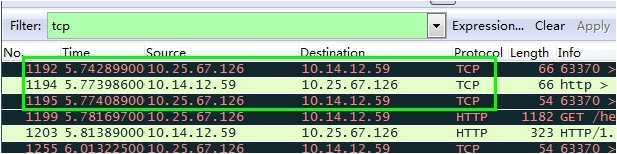 Filter: tcp Expression... Clear Apply
No. Time Source Destination Protocol Length Info
1192 5.74289900 10.25.67.126 10.14.12.59 TCP 66 63370 >
1194 5.77398600 10.14.12.59 10.25.67.126 TCP 66 http >
1195 5.77408900 10.25.67.126 10.14.12.59 TCP 54 63370 >
1199 5.78169700 10.25.67.126 10.14.12.59 HTTP 1182 GET /he
1203 5.81389000 10.14.12.59 10.25.67.126 HTTP 323 HTTP/1.
1255 6.01322500 10.25.67.126 10.14.12.59 TCP 54 63370 >